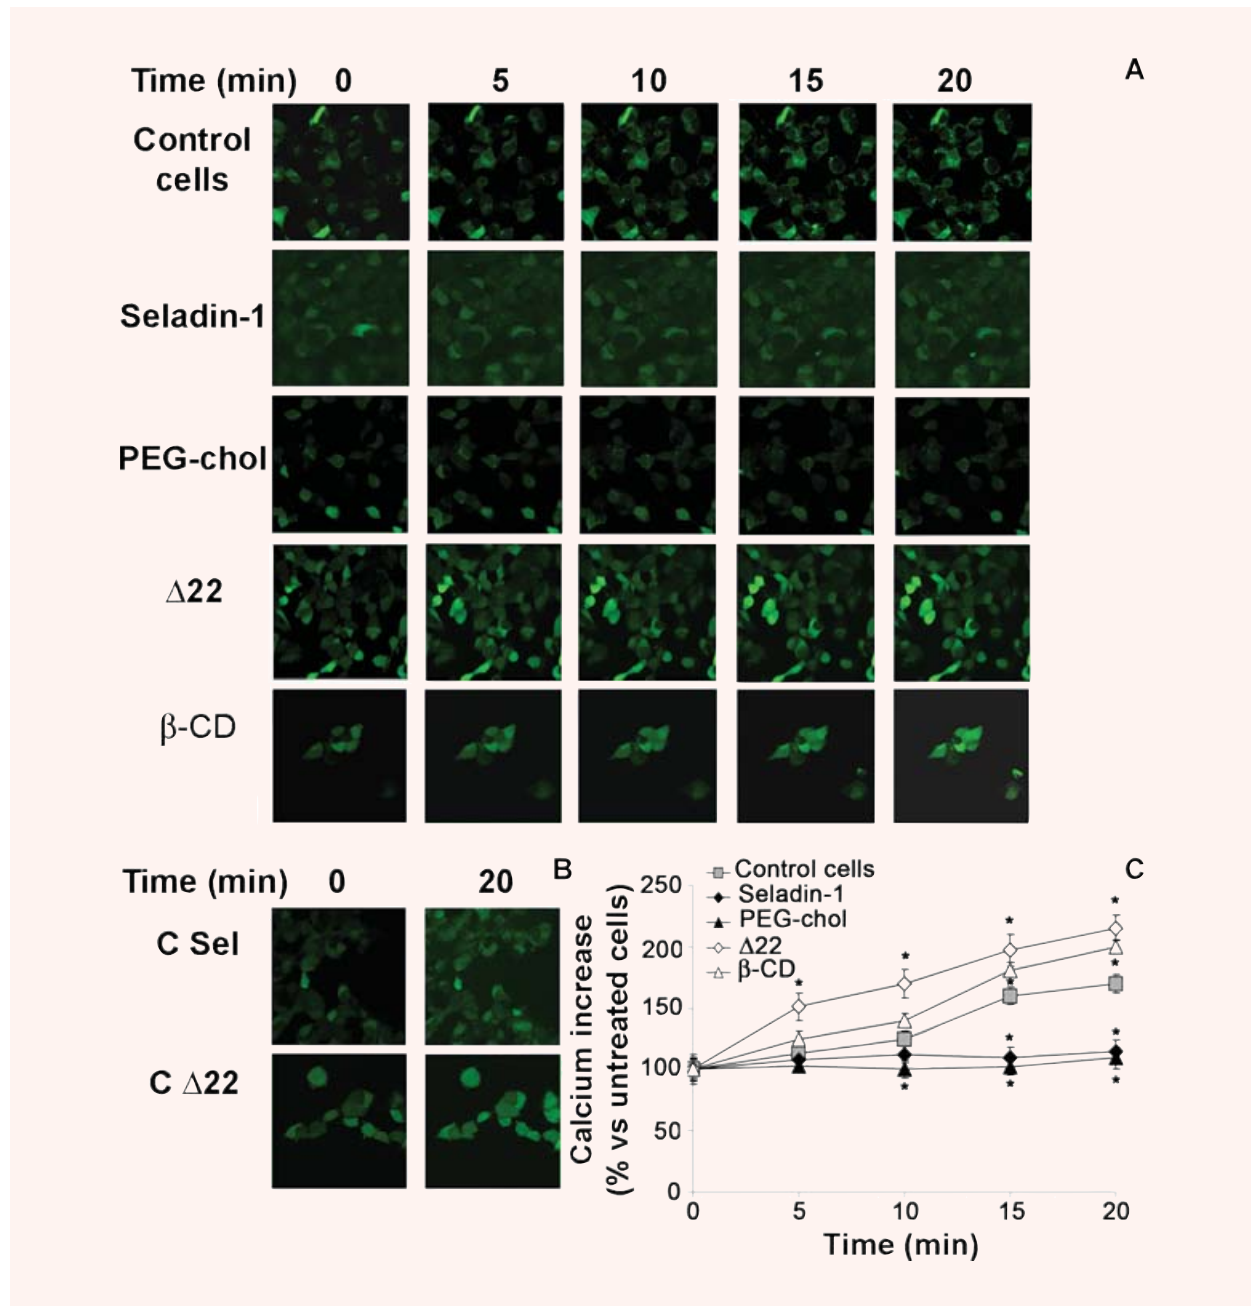 A
Time (min) 0 5 10 15 20
Control
cells
Seladin-1
PEG-chol
Δ22
β-CD
B
Time (min) 0 20
C Sel
C Δ22
C
Control cells
Seladin-1
PEG-chol
Δ22
β-CD
Calcium increase
(% vs untreated cells)
250
200
150
100
50
0
* * * * * * * * * * *
0 5 10 15 20
Time (min)